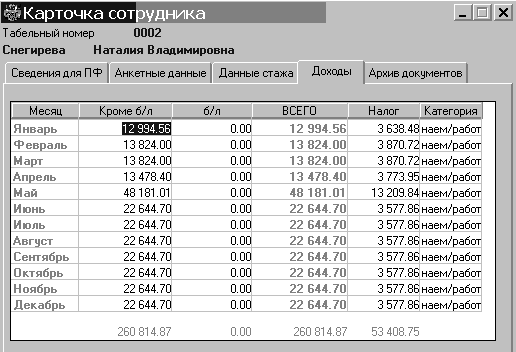 Карточка сотрудника
Табельный номер 0002
Снегирева Наталия Владимировна
Сведения для ПФ Анкетные данные Данные стажа Доходы Архив документов
Месяц Кроме б/л б/л ВСЕГО Налог Категория
Январь 12 994.56 0.00 12 994.56 3 638.48 наем/работ
Февраль 13 824.00 0.00 13 824.00 3 870.72 наем/работ
Март 13 824.00 0.00 13 824.00 3 870.72 наем/работ
Апрель 13 478.40 0.00 13 478.40 3 773.95 наем/работ
Май 48 181.01 0.00 48 181.01 13 209.84 наем/работ
Июнь 22 644.70 0.00 22 644.70 3 577.86 наем/работ
Июль 22 644.70 0.00 22 644.70 3 577.86 наем/работ
Август 22 644.70 0.00 22 644.70 3 577.86 наем/работ
Сентябрь 22 644.70 0.00 22 644.70 3 577.86 наем/работ
Октябрь 22 644.70 0.00 22 644.70 3 577.86 наем/работ
Ноябрь 22 644.70 0.00 22 644.70 3 577.86 наем/работ
Декабрь 22 644.70 0.00 22 644.70 3 577.86 наем/работ
260 814.87 0.00 260 814.87 53 408.75